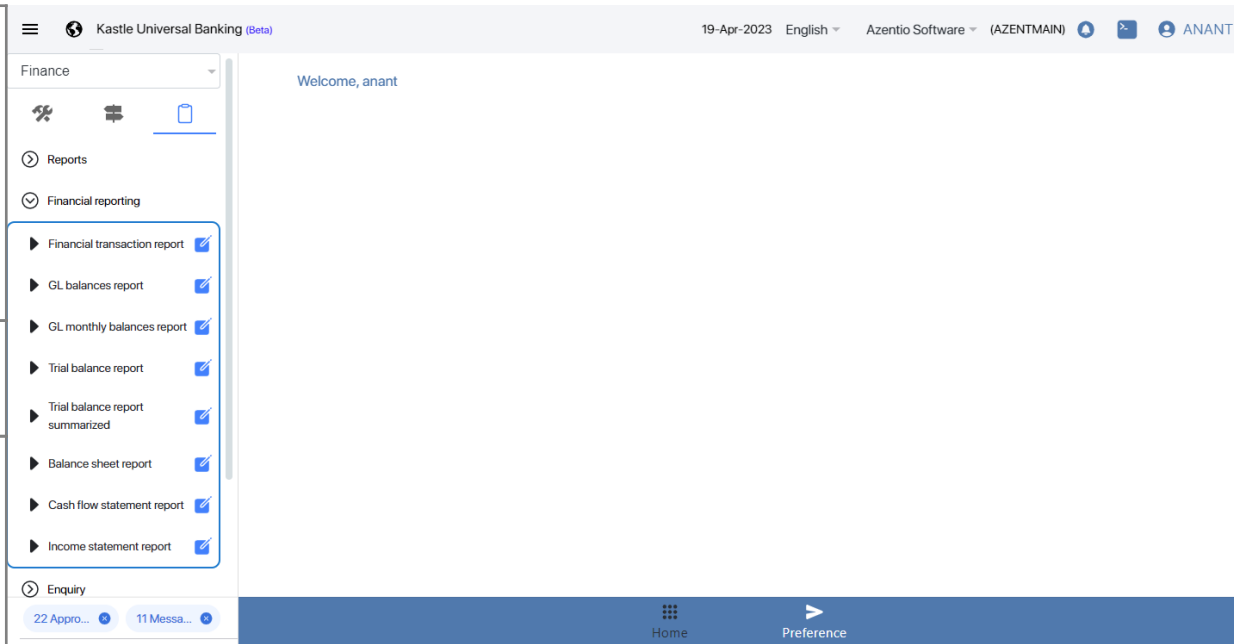 Kastle Universal Banking (Beta)
19-Apr-2023 English Azentio Software (AZENTMAIN) ANANT
Finance
Welcome, anant
Reports
Financial reporting
Financial transaction report
GL balances report
GL monthly balances report
Trial balance report
Trial balance report
summarized
Balance sheet report
Cash flow statement report
Income statement report
Enquiry
22 Appro... 11 Messa...
Home Preference